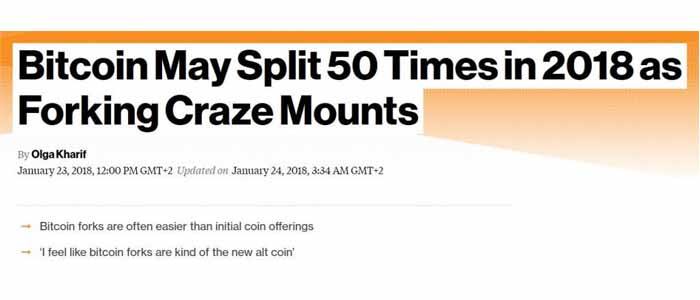 Bitcoin May Split 50 Times in 2018 as
Forking Craze Mounts
By Olga Kharif
January 23, 2018, 12:00 PM GMT+2 Updated on January 24, 2018, 3:34 AM GMT+2
→ Bitcoin forks are often easier than initial coin offerings
→ ‘I feel like bitcoin forks are kind of the new alt coin’